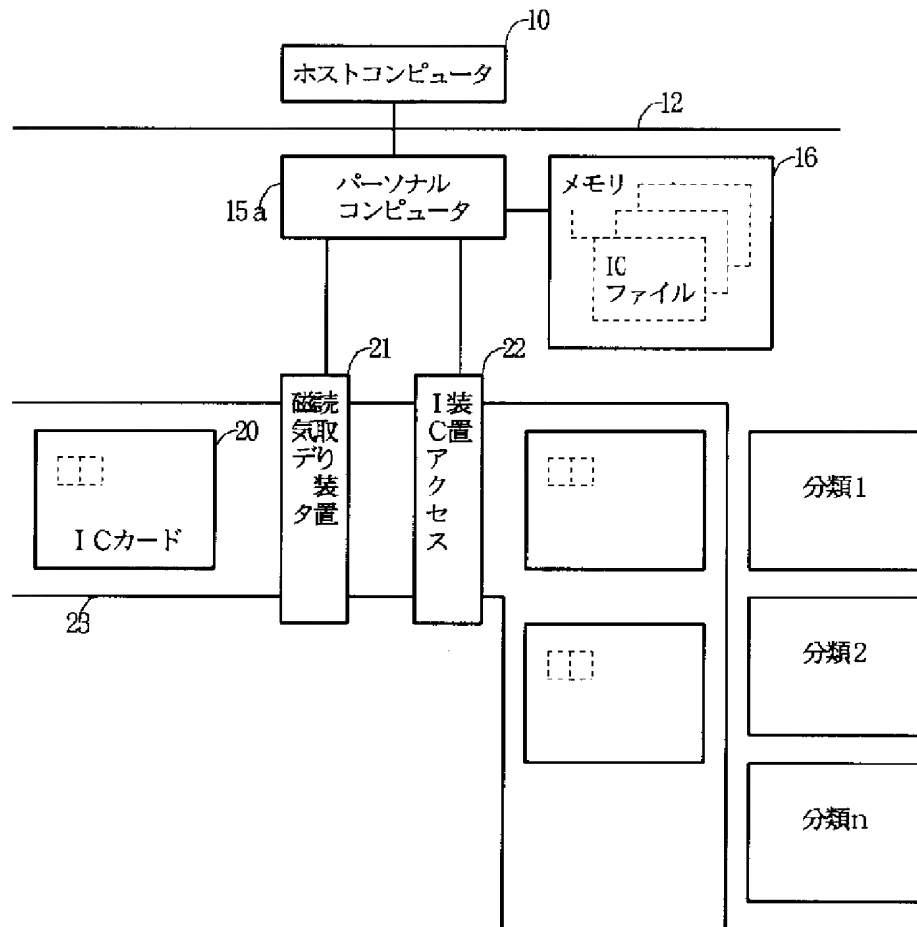 10
ホストコンピュータ
12
16
パーソナル
コンピュータ
15a
メモリ
IC
ファイル
21
22
磁気デ タ
読取り装置
ICアクセス
装置
20
ICカード
23
分類1
分類2
分類n